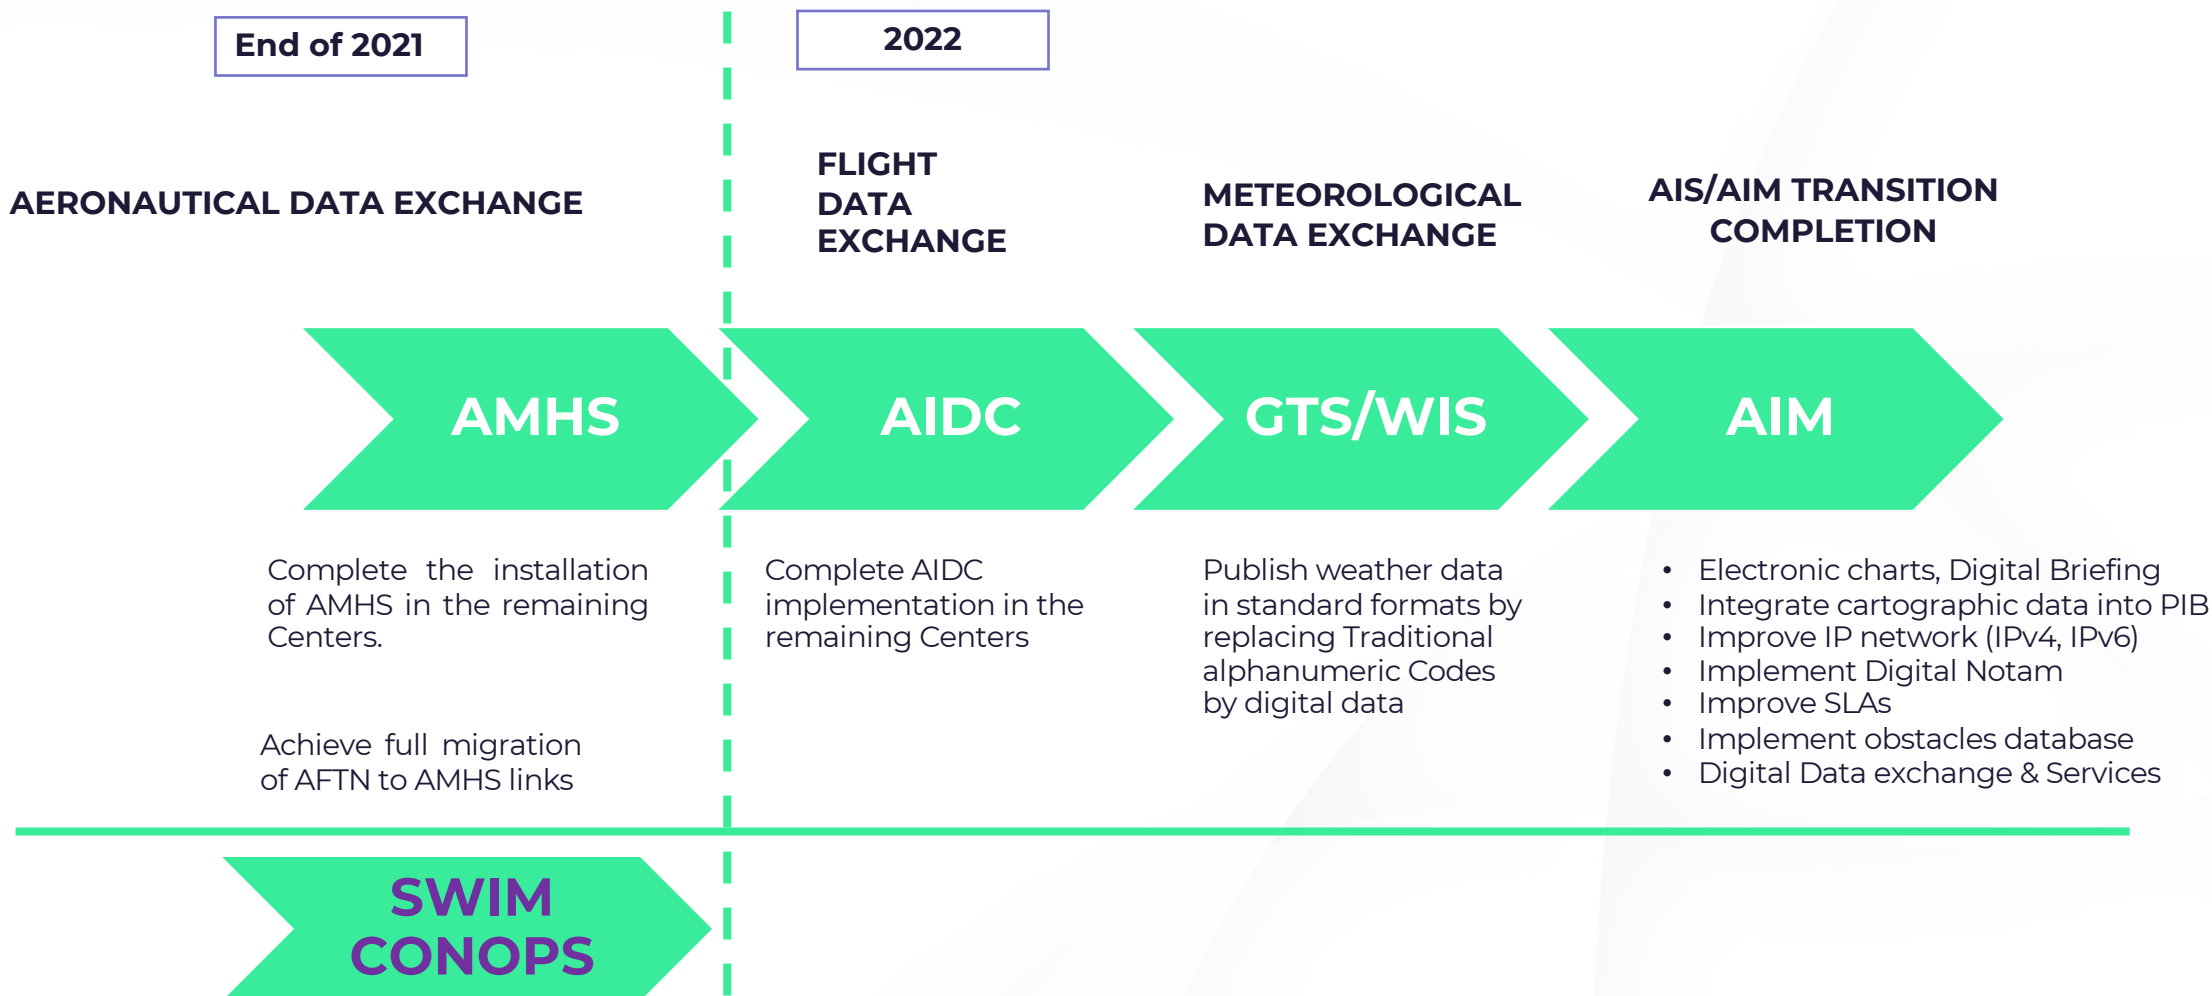 End of 2021
2022
AERONAUTICAL DATA EXCHANGE
FLIGHT
DATA
EXCHANGE
METEOROLOGICAL
DATA EXCHANGE
AIS/AIM TRANSITION
COMPLETION
AMHS
AIDC
GTS/WIS
AIM
Complete the installation
of AMHS in the remaining
Centers.
Achieve full migration
of AFTN to AMHS links
Complete AIDC
implementation in the
remaining Centers
Publish weather data
in standard formats by
replacing Traditional
alphanumeric Codes
by digital data
• Electronic charts, Digital Briefing
• Integrate cartographic data into PIB
• Improve IP network (IPv4, IPv6)
• Implement Digital Notam
• Improve SLAs
• Implement obstacles database
• Digital Data exchange & Services
SWIM
CONOPS